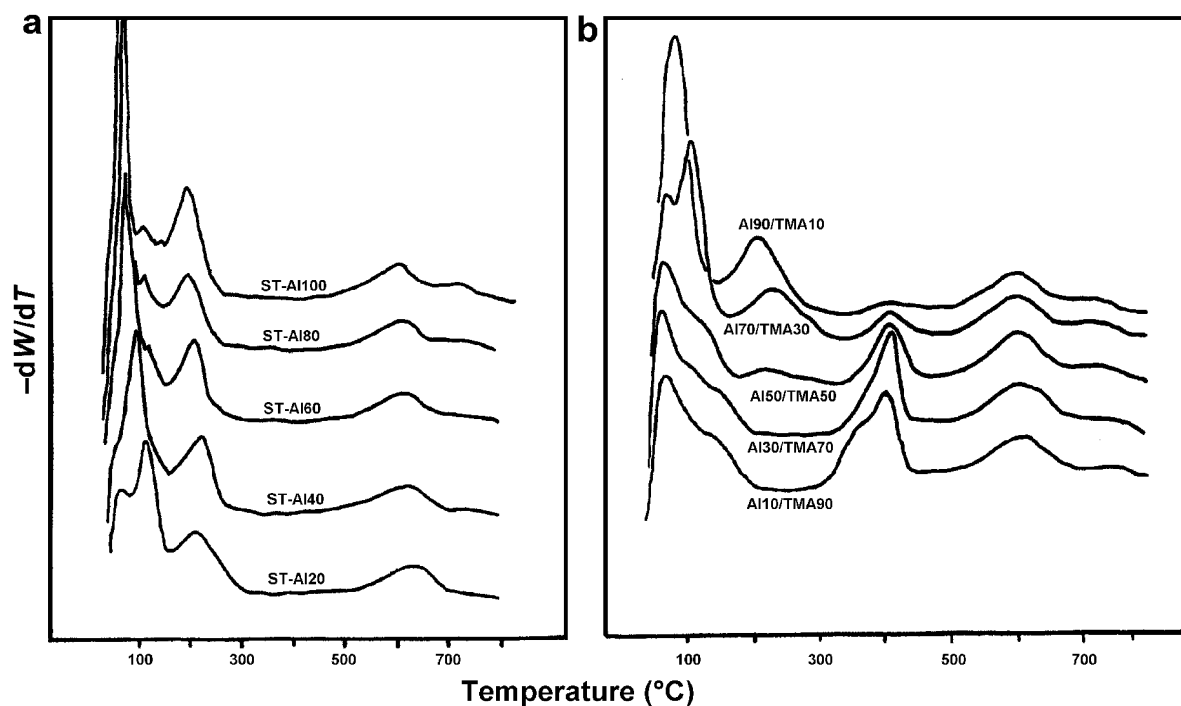 a
b
–dW/dT
ST-Al100
ST-Al80
ST-Al60
ST-Al40
ST-Al20
100 300 500 700
Al90/TMA10
Al70/TMA30
Al50/TMA50
Al30/TMA70
Al10/TMA90
100 300 500 700
Temperature (°C)